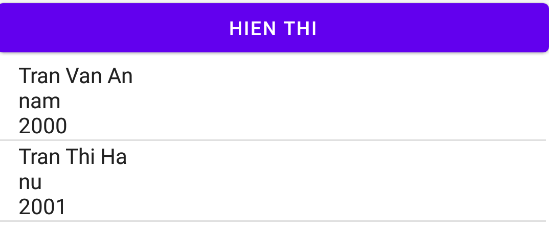 HIEN THI
Tran Van An
nam
2000
Tran Thi Ha
nu
2001